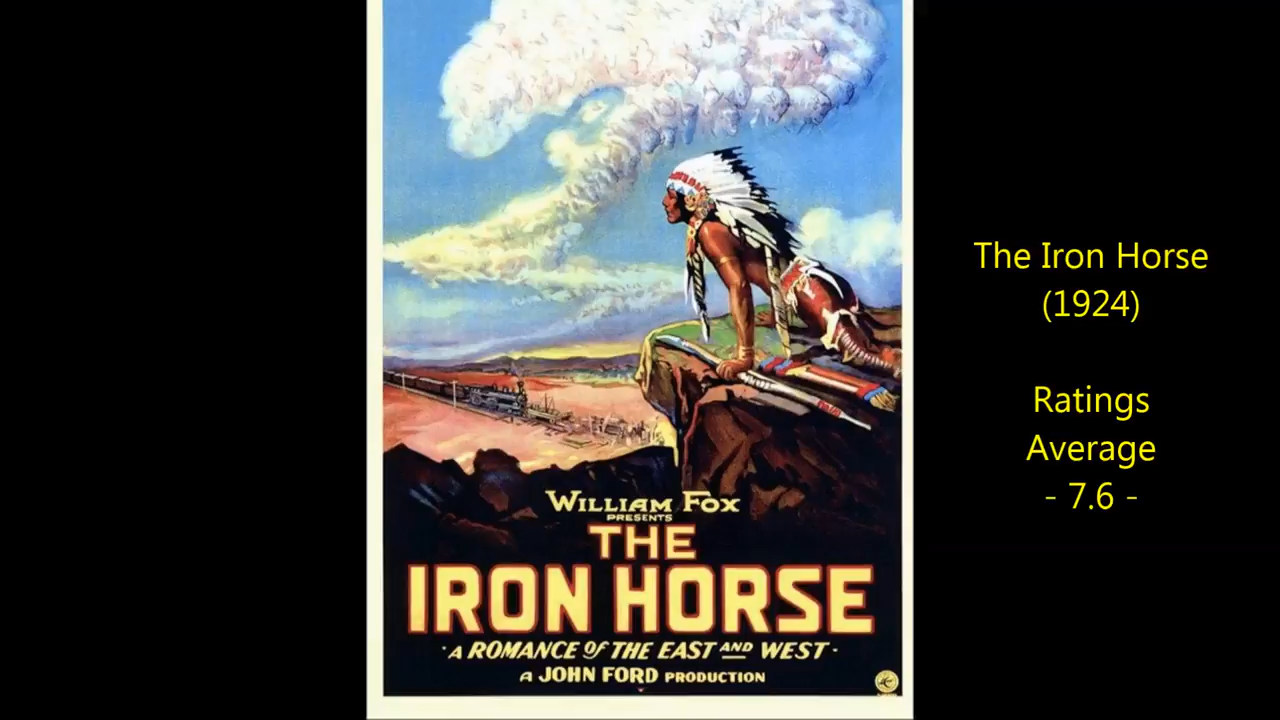 WILLIAM FOX
PRESENTS
THE
IRON HORSE
·A ROMANCE OF THE EAST AND WEST·
A JOHN FORD PRODUCTION
The Iron Horse
(1924)
Ratings
Average
- 7.6 -